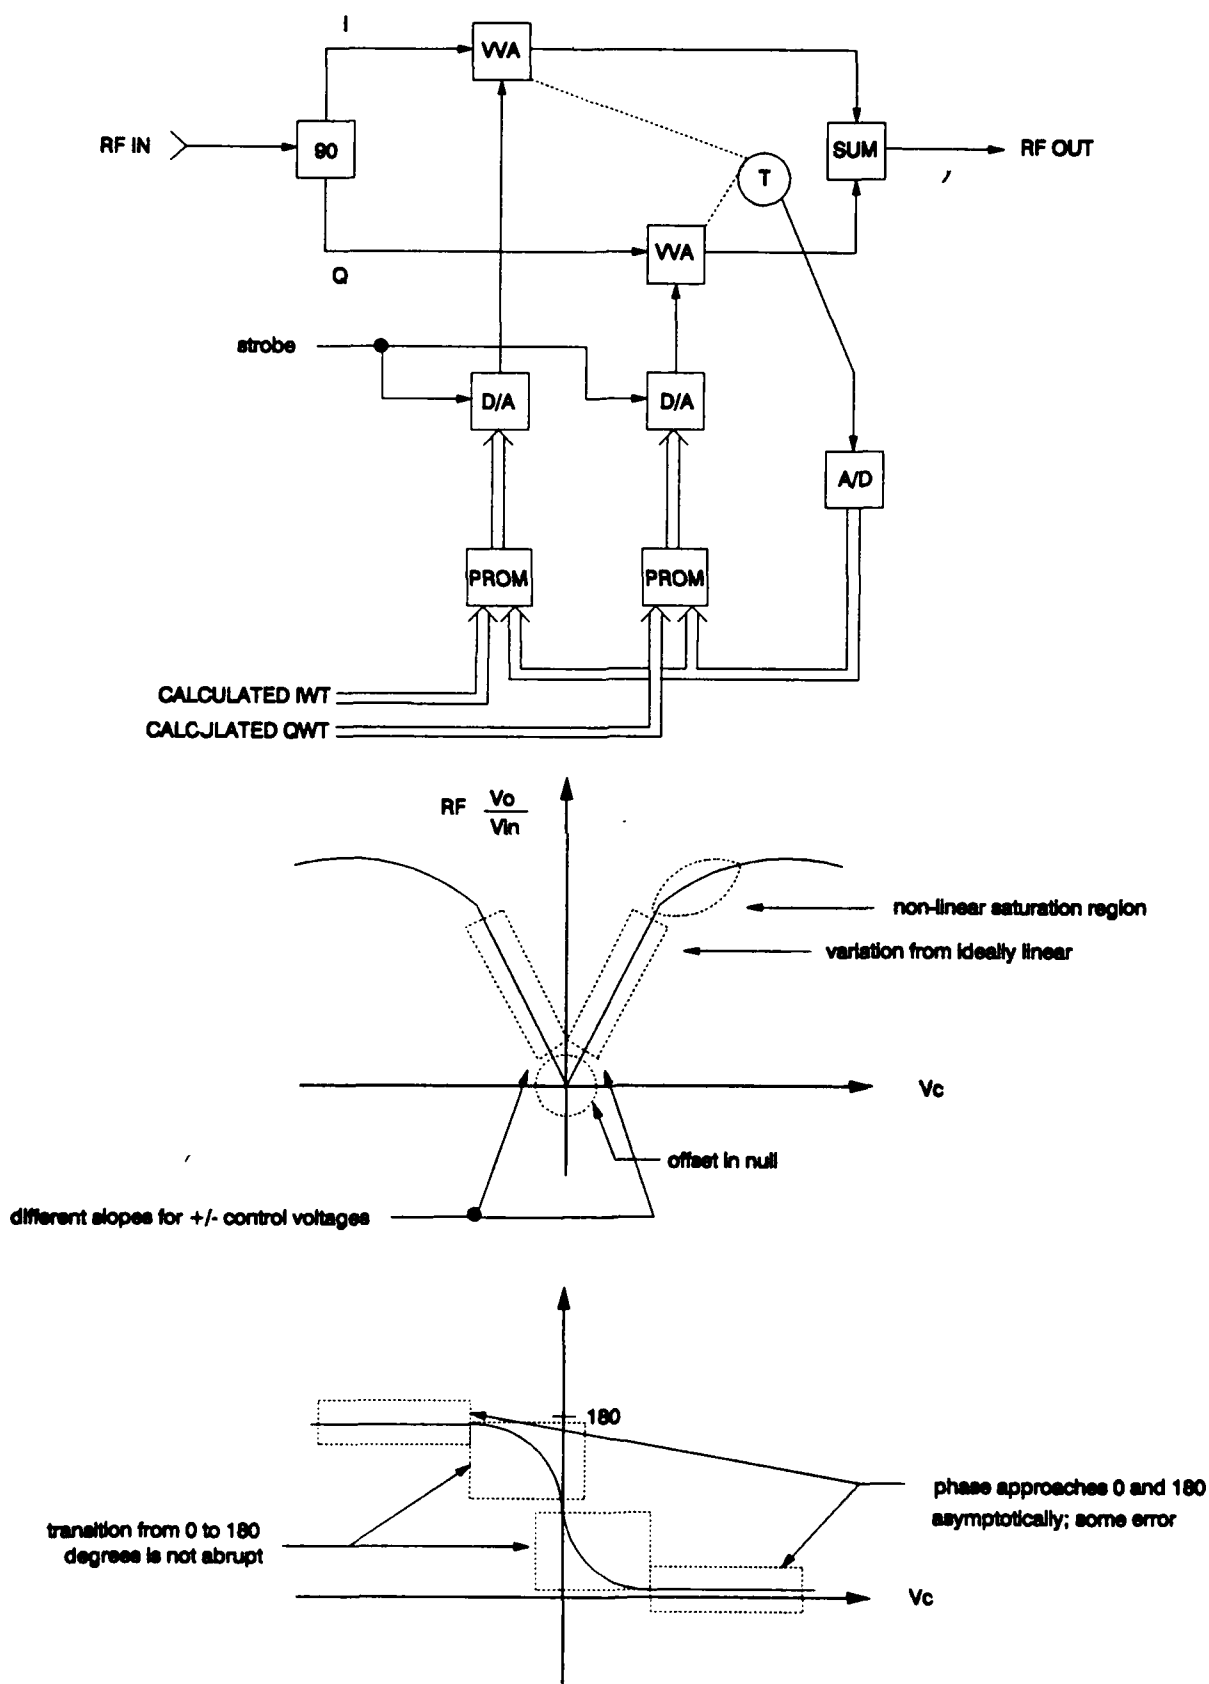 I
VVA
RF IN
90
SUM
RF OUT
T
VVA
Q
strobe
D/A
D/A
A/D
PROM
PROM
CALCULATED IWT
CALCJLATED QWT
RF Vo
Vin
non-linear saturation region
variation from ideally linear
Vc
offset in null
different slopes for +/- control voltages
180
phase approaches 0 and 180
asymptotically; some error
transition from 0 to 180
degrees is not abrupt
Vc